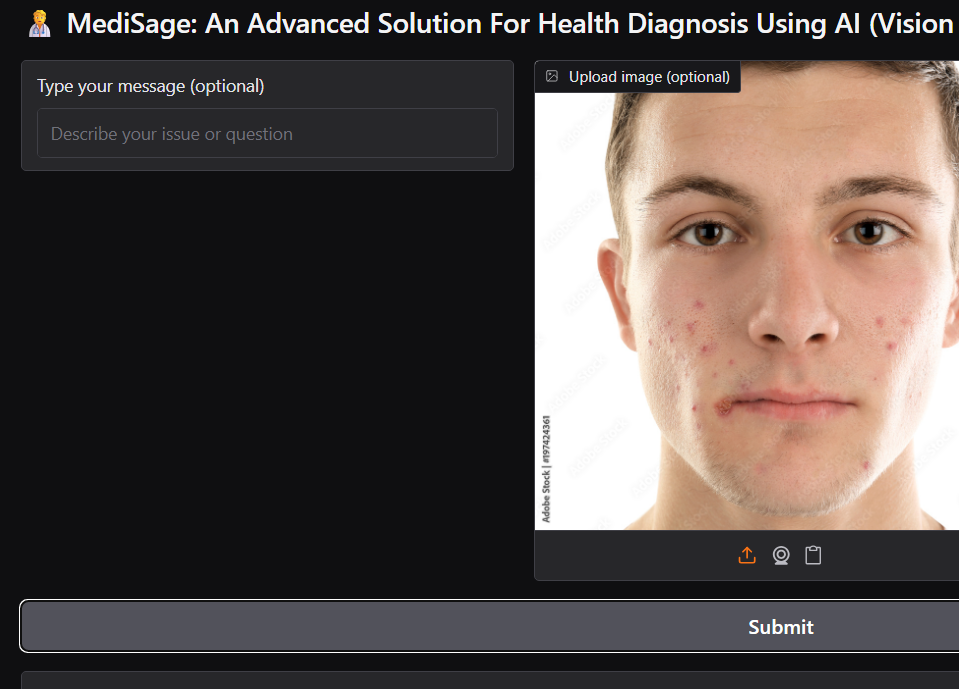 MediSage: An Advanced Solution For Health Diagnosis Using AI (Vision
Type your message (optional)
Describe your issue or question
Upload image (optional)
Adobe Stock | #197424361
Submit